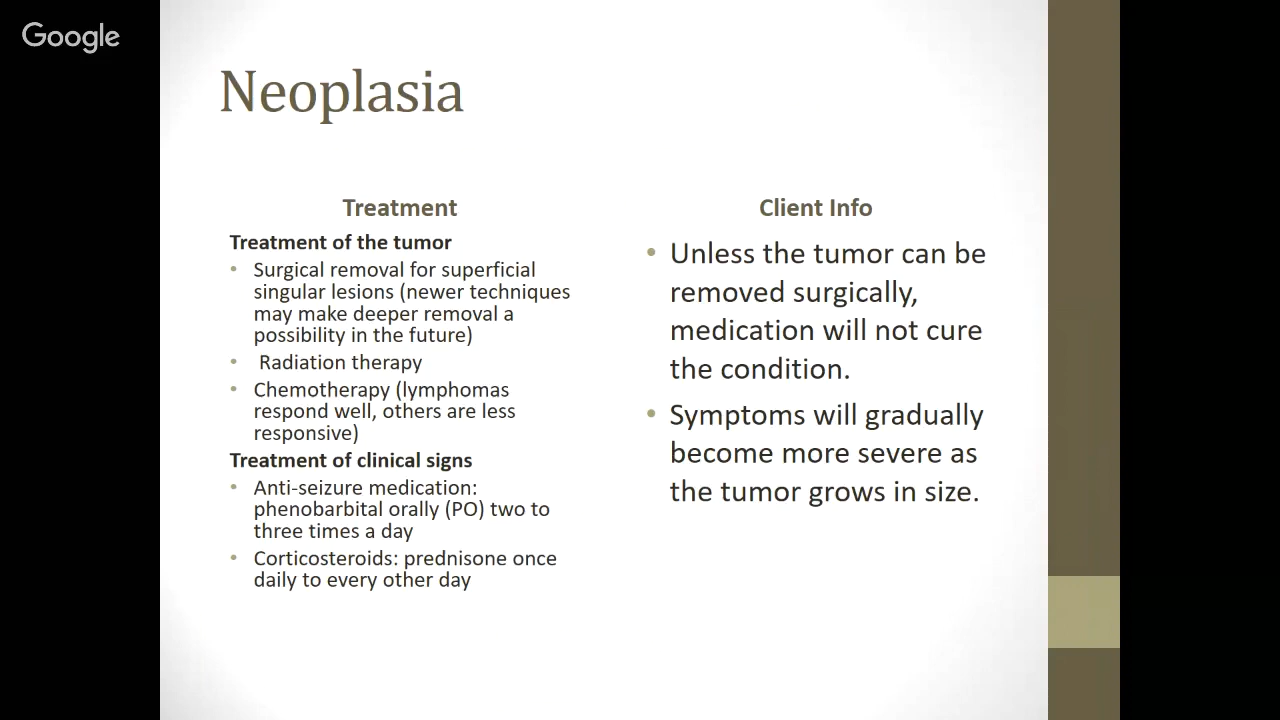 Google
Neoplasia
Treatment
Treatment of the tumor
• Surgical removal for superficial
singular lesions (newer techniques
may make deeper removal a
possibility in the future)
• Radiation therapy
• Chemotherapy (lymphomas
respond well, others are less
responsive)
Treatment of clinical signs
• Anti-seizure medication:
phenobarbital orally (PO) two to
three times a day
• Corticosteroids: prednisone once
daily to every other day
Client Info
• Unless the tumor can be
removed surgically,
medication will not cure
the condition.
• Symptoms will gradually
become more severe as
the tumor grows in size.